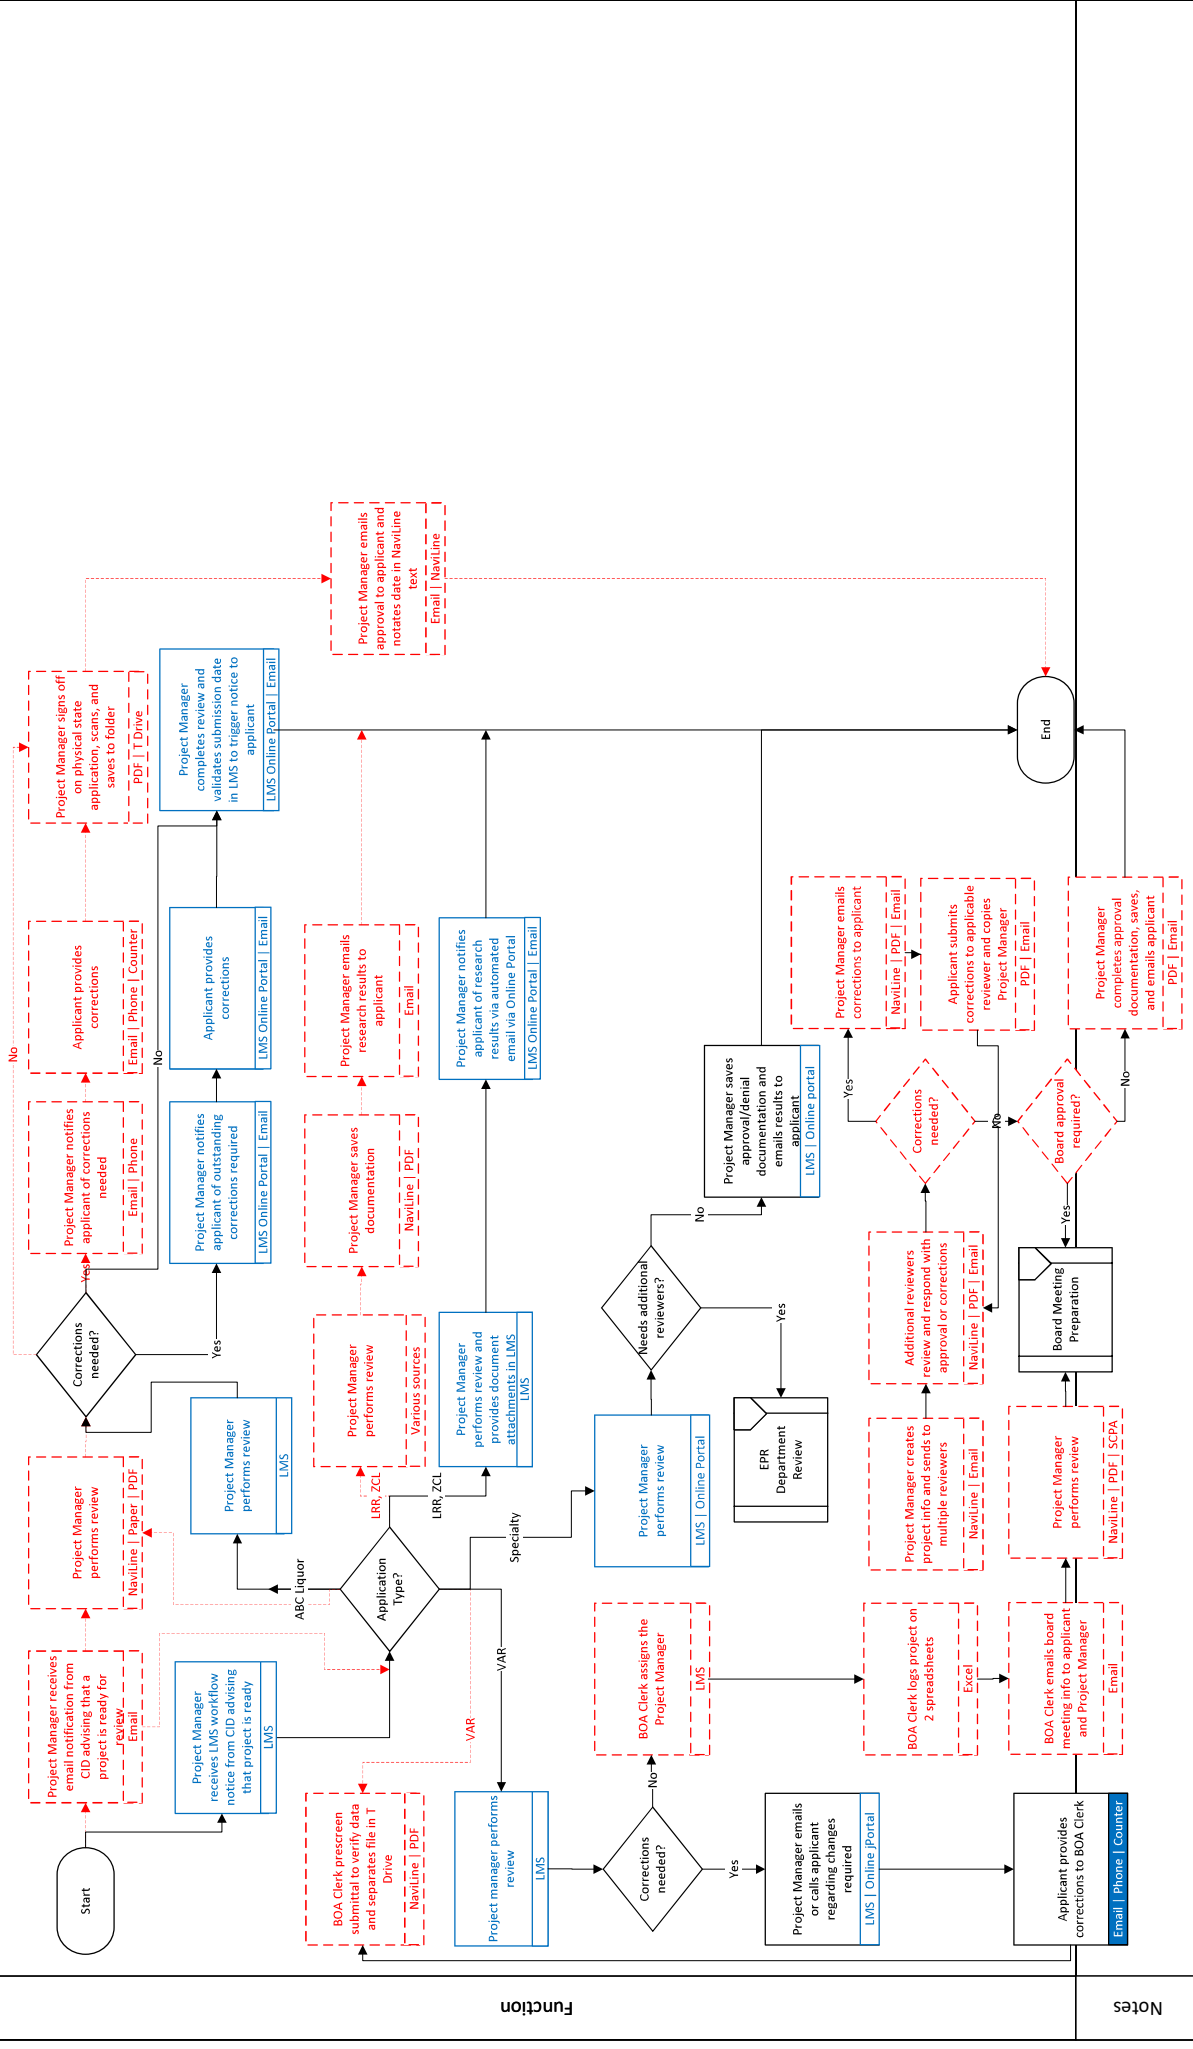 Function
Notes
Start
Project Manager receives
email notification from
CID advising that a
project is ready for
review
Email
Project Manager
performs review
NaviLine | Paper | PDF
Corrections
needed?
Yes
No
Project Manager notifies
applicant of corrections
needed
Email | Phone
Applicant provides
corrections
Email | Phone | Counter
Project Manager signs off
on physical state
application, scans, and
saves to folder
PDF | T Drive
Project Manager
receives LMS workflow
notice from CID advising
that project is ready
LMS
Project Manager
performs review
LMS
Yes
No
Project Manager notifies
applicant of outstanding
corrections required
LMS Online Portal | Email
Applicant provides
corrections
LMS Online Portal | Email
Project Manager
completes review and
validates submission date
in LMS to trigger notice to
applicant
LMS Online Portal | Email
ABC Liquor
Application
Type?
LRR, ZCL
LRR, ZCL
Specialty
VAR
VAR
Project Manager
performs review
Various sources
Project Manager saves
documentation
NaviLine | PDF
Project Manager emails
research results to
applicant
Email
Project Manager emails
approval to applicant and
notates date in NaviLine
text
Email | NaviLine
Project Manager
performs review and
provides document
attachments in LMS
LMS
Project Manager notifies
applicant of research
results via automated
email via Online Portal
LMS Online Portal | Email
BOA Clerk prescreen
submittal to verify data
and separates file in T
Drive
NaviLine | PDF
Project manager performs
review
LMS
Corrections
needed?
No
Yes
BOA Clerk assigns the
Project Manager
LMS
Project Manager
performs review
LMS | Online Portal
Needs additional
reviewers?
No
Yes
EPR
Department
Review
Project Manager saves
approval/denial
documentation and
emails results to
applicant
LMS | Online portal
Project Manager emails
or calls applicant
regarding changes
required
LMS | Online jPortal
BOA Clerk logs project on
2 spreadsheets
Excel
Project Manager creates
project info and sends to
multiple reviewers
NaviLine | Email
Additional reviewers
review and respond with
approval or corrections
NaviLine | PDF | Email
Corrections
needed?
Yes
No
Project Manager emails
corrections to applicant
NaviLine | PDF | Email
Applicant submits
corrections to applicable
reviewer and copies
Project Manager
PDF | Email
Applicant provides
corrections to BOA Clerk
Email | Phone | Counter
BOA Clerk emails board
meeting info to applicant
and Project Manager
Email
Project Manager
performs review
NaviLine | PDF | SCPA
Board Meeting
Preparation
Yes
Board approval
required?
No
Project Manager
completes approval
documentation, saves,
and emails applicant
PDF | Email
End